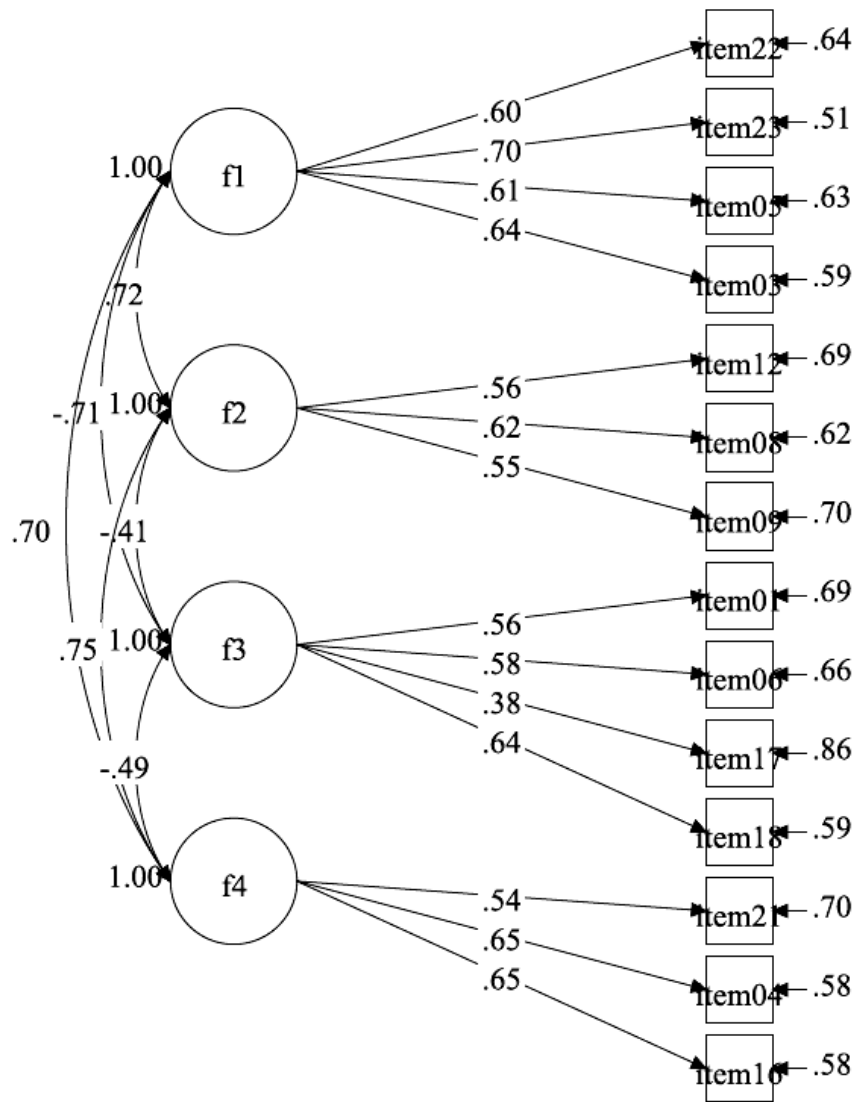 item22 .64
.60
item23 .51
.70
1.00 f1
.61
item05 .63
.64
item03 .59
.72
item12 .69
.56
-.71 1.00 f2
.62
item08 .62
.55
item09 .70
.70
-.41
item01 .69
.56
.75 1.00 f3
.58
item06 .66
.38
item17 .86
.64
-.49
item18 .59
1.00 f4
.54
item21 .70
.65
item04 .58
.65
item16 .58